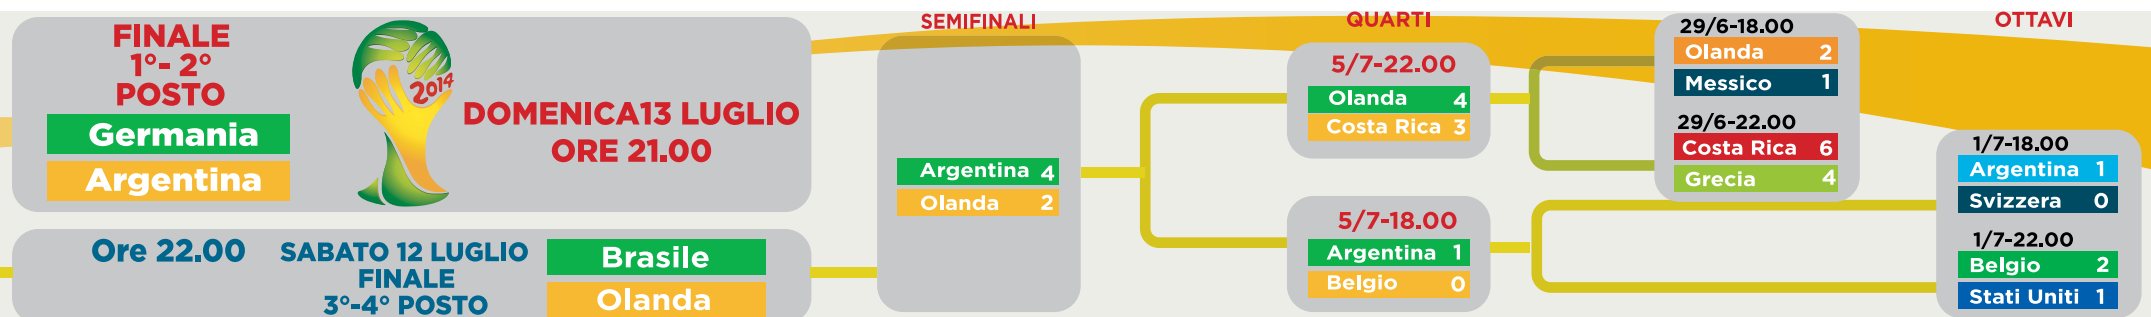 FINALE
1°- 2°
POSTO
Germania
Argentina
2014
DOMENICA13 LUGLIO
ORE 21.00
Ore 22.00
SABATO 12 LUGLIO
FINALE
3°-4° POSTO
Brasile
Olanda
SEMIFINALI
Argentina 4
Olanda 2
QUARTI
5/7-22.00
Olanda 4
Costa Rica 3
5/7-18.00
Argentina 1
Belgio 0
OTTAVI
29/6-18.00
Olanda 2
Messico 1
29/6-22.00
Costa Rica 6
Grecia 4
1/7-18.00
Argentina 1
Svizzera 0
1/7-22.00
Belgio 2
Stati Uniti 1